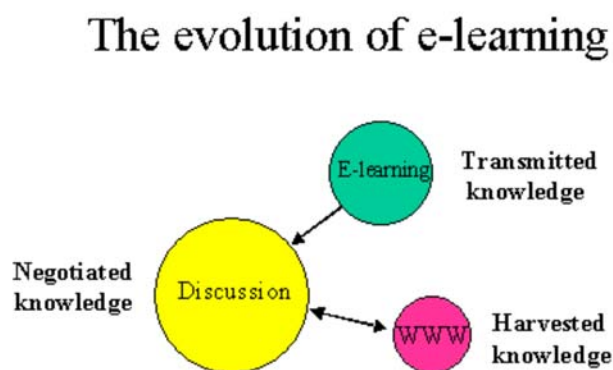 The evolution of e-learning
E-learning
Transmitted
knowledge
Negotiated
knowledge
Discussion
WWW
Harvested
knowledge